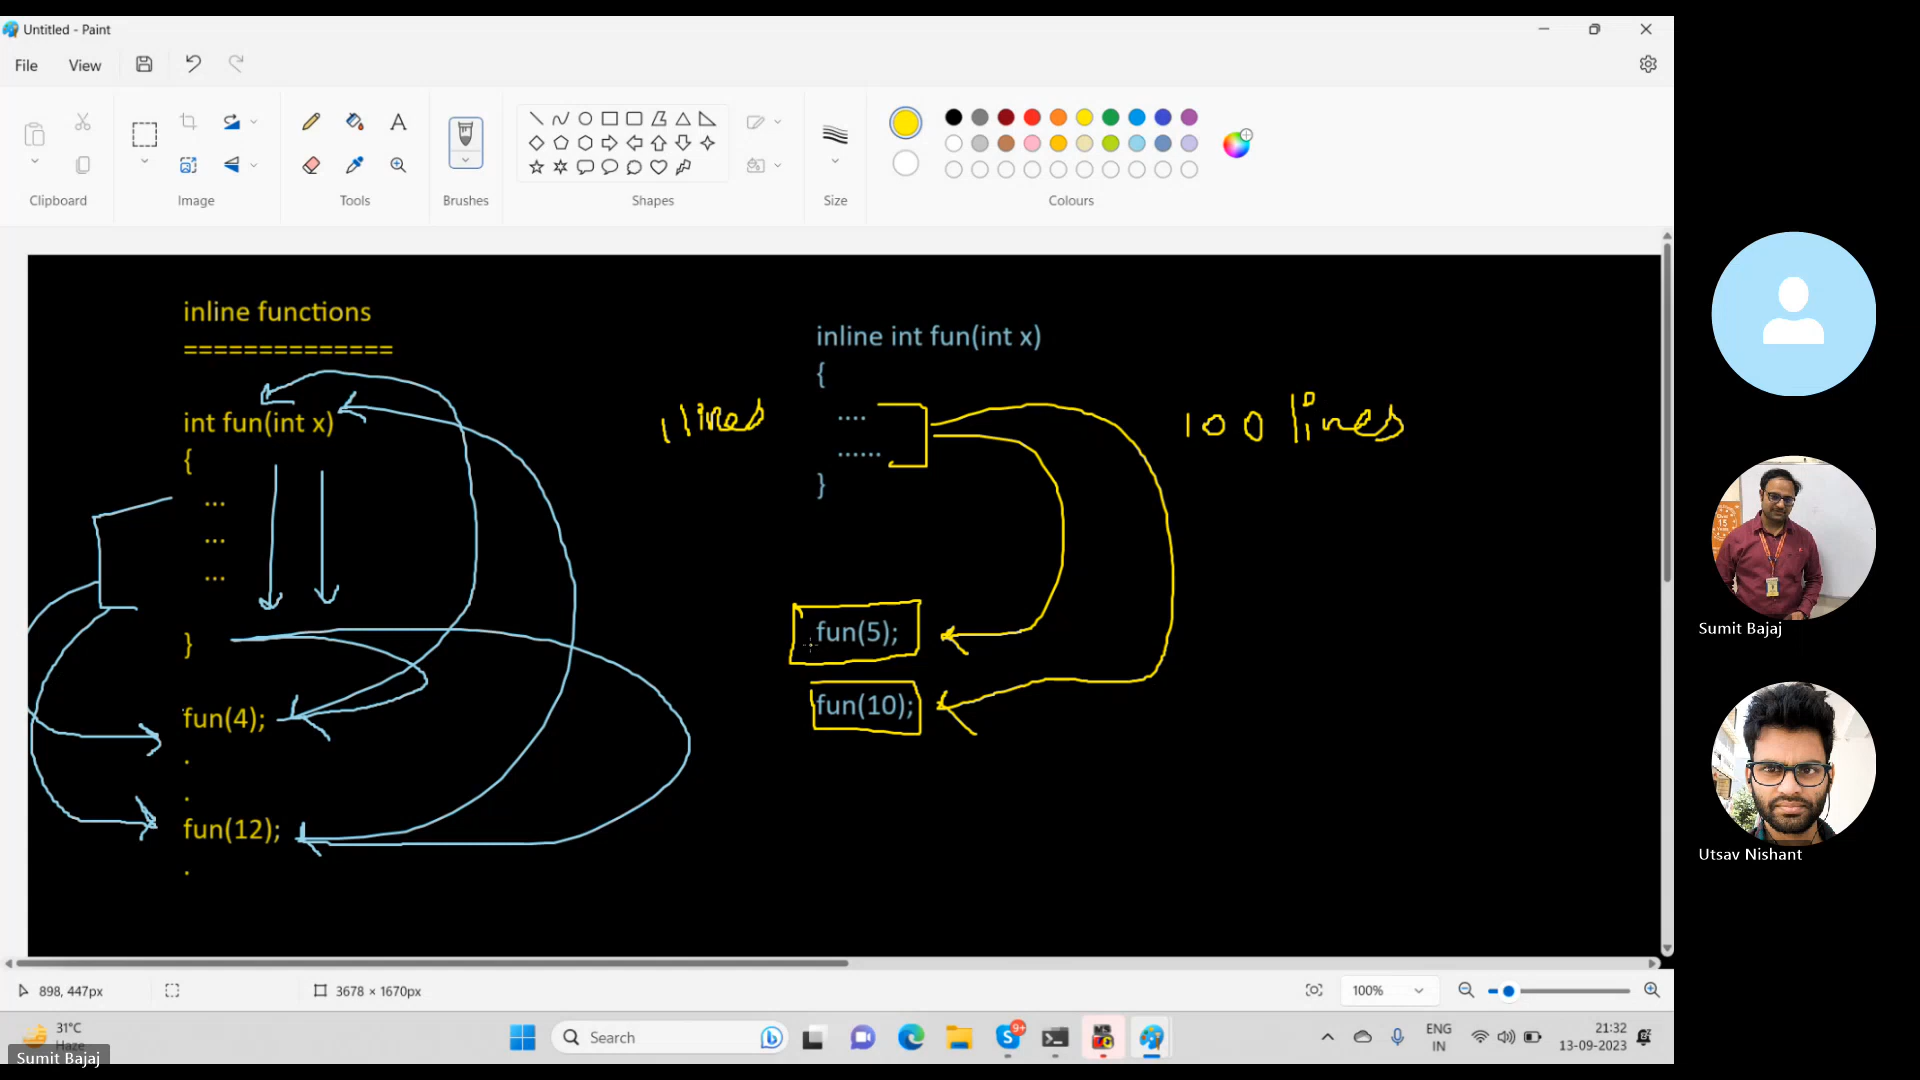 Untitled - Paint
File View
Clipboard
Image
Tools
Brushes
Shapes
Size
Colours
inline functions
==============
int fun(int x)
{
...
...
...
}
fun(4);
.
.
fun(12);
.
inline int fun(int x)
{
....
......
}
1 lines
100 lines
fun(5);
fun(10);
Sumit Bajaj
Utsav Nishant
898, 447px
3678 × 1670px
100%
31°C
Haze
Sumit Bajaj
Search
9+
ENG
IN
21:32
13-09-2023